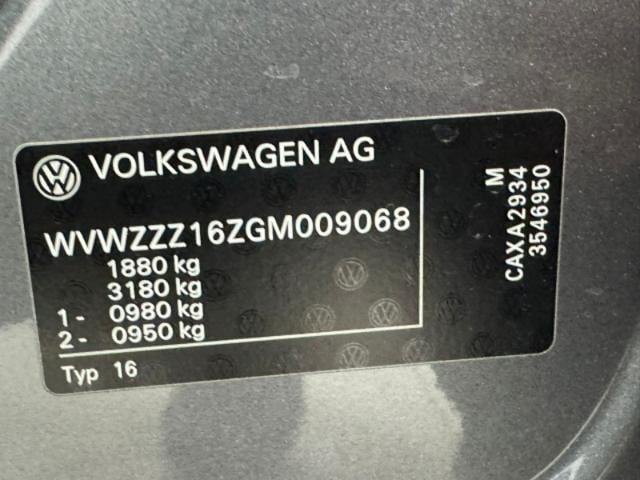 VOLKSWAGEN AG
WVWZZZ16ZGM009068
1880 kg
3180 kg
1 - 0980 kg
2 - 0950 kg
Typ 16
M
CAXA2934
3546950